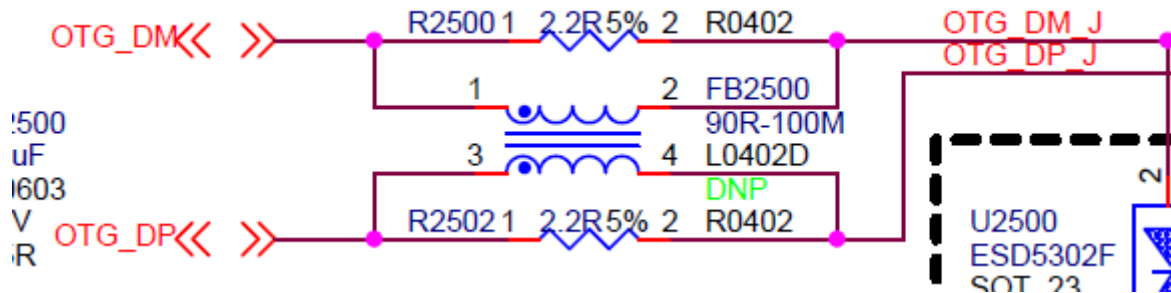 OTG_DM
R2500 1 2.2R 5% 2 R0402
OTG_DM_J
OTG_DP_J
1 2 FB2500
90R-100M
3 4 L0402D
DNP
2500
uF
0603
V
R
OTG_DP
R2502 1 2.2R 5% 2 R0402
2
U2500
ESD5302F
SOT_23